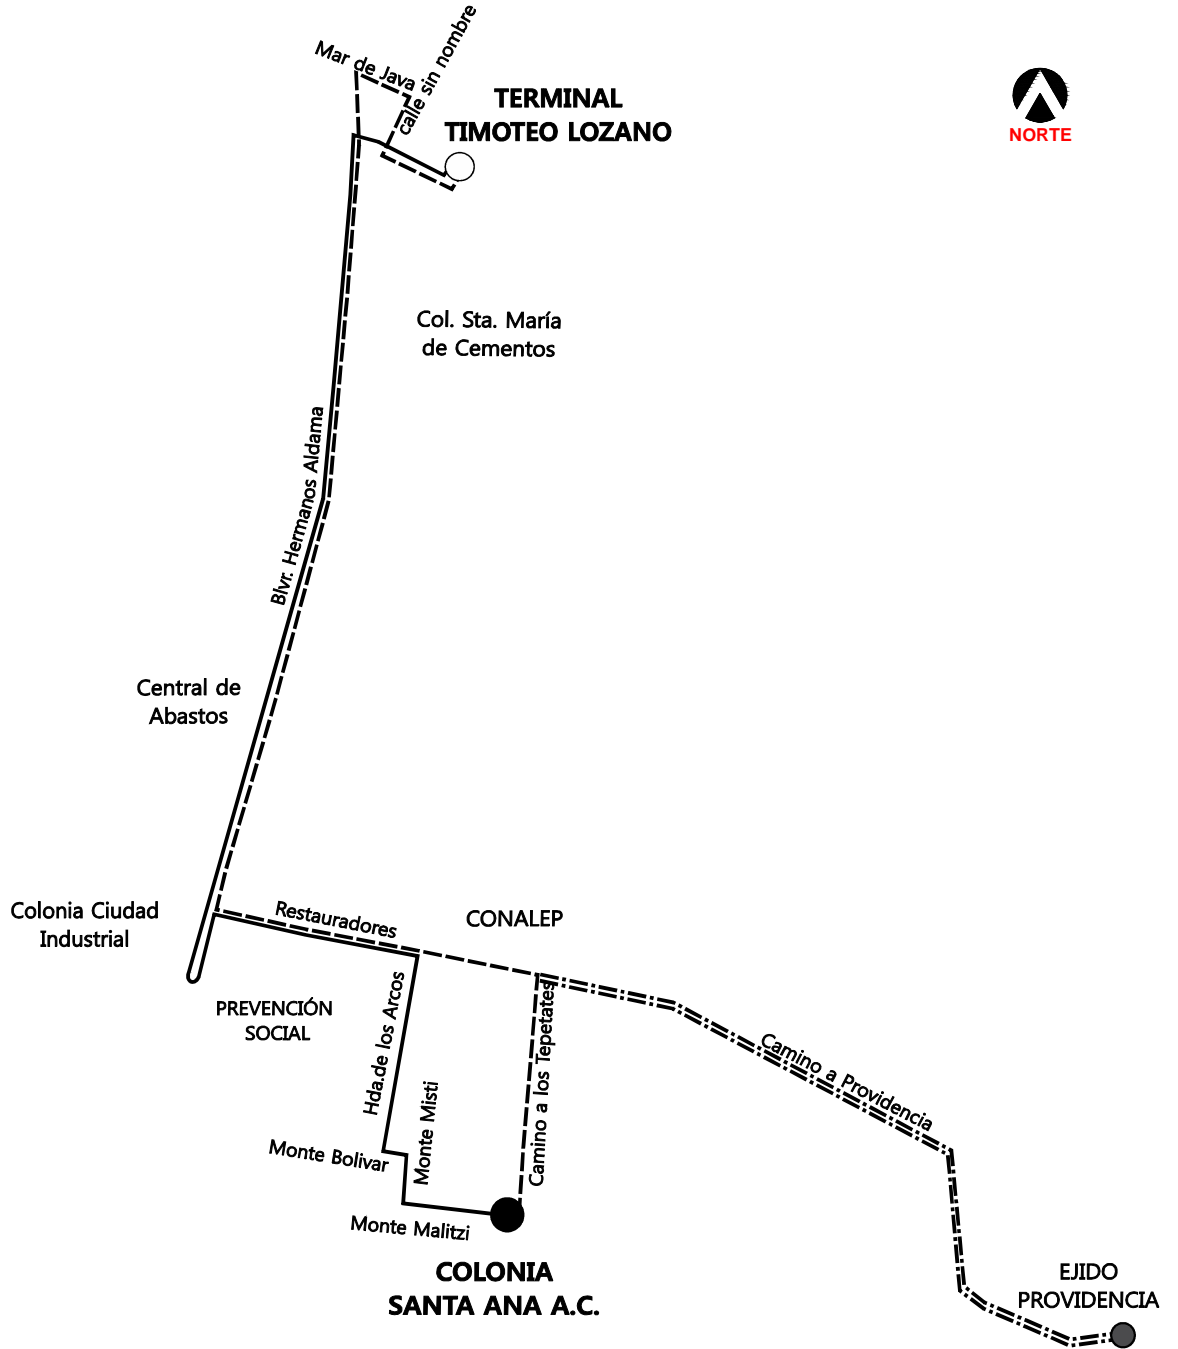 Mar de Java
calle sin nombre
TERMINAL
TIMOTEO LOZANO
NORTE
Col. Sta. María
de Cementos
Blvr. Hermanos Aldama
Central de
Abastos
Colonia Ciudad
Industrial
Restauradores
CONALEP
PREVENCIÓN
SOCIAL
Hda.de los Arcos
Camino a los Tepetates
Camino a Providencia
Monte Misti
Monte Bolivar
Monte Malitzi
COLONIA
SANTA ANA A.C.
EJIDO
PROVIDENCIA